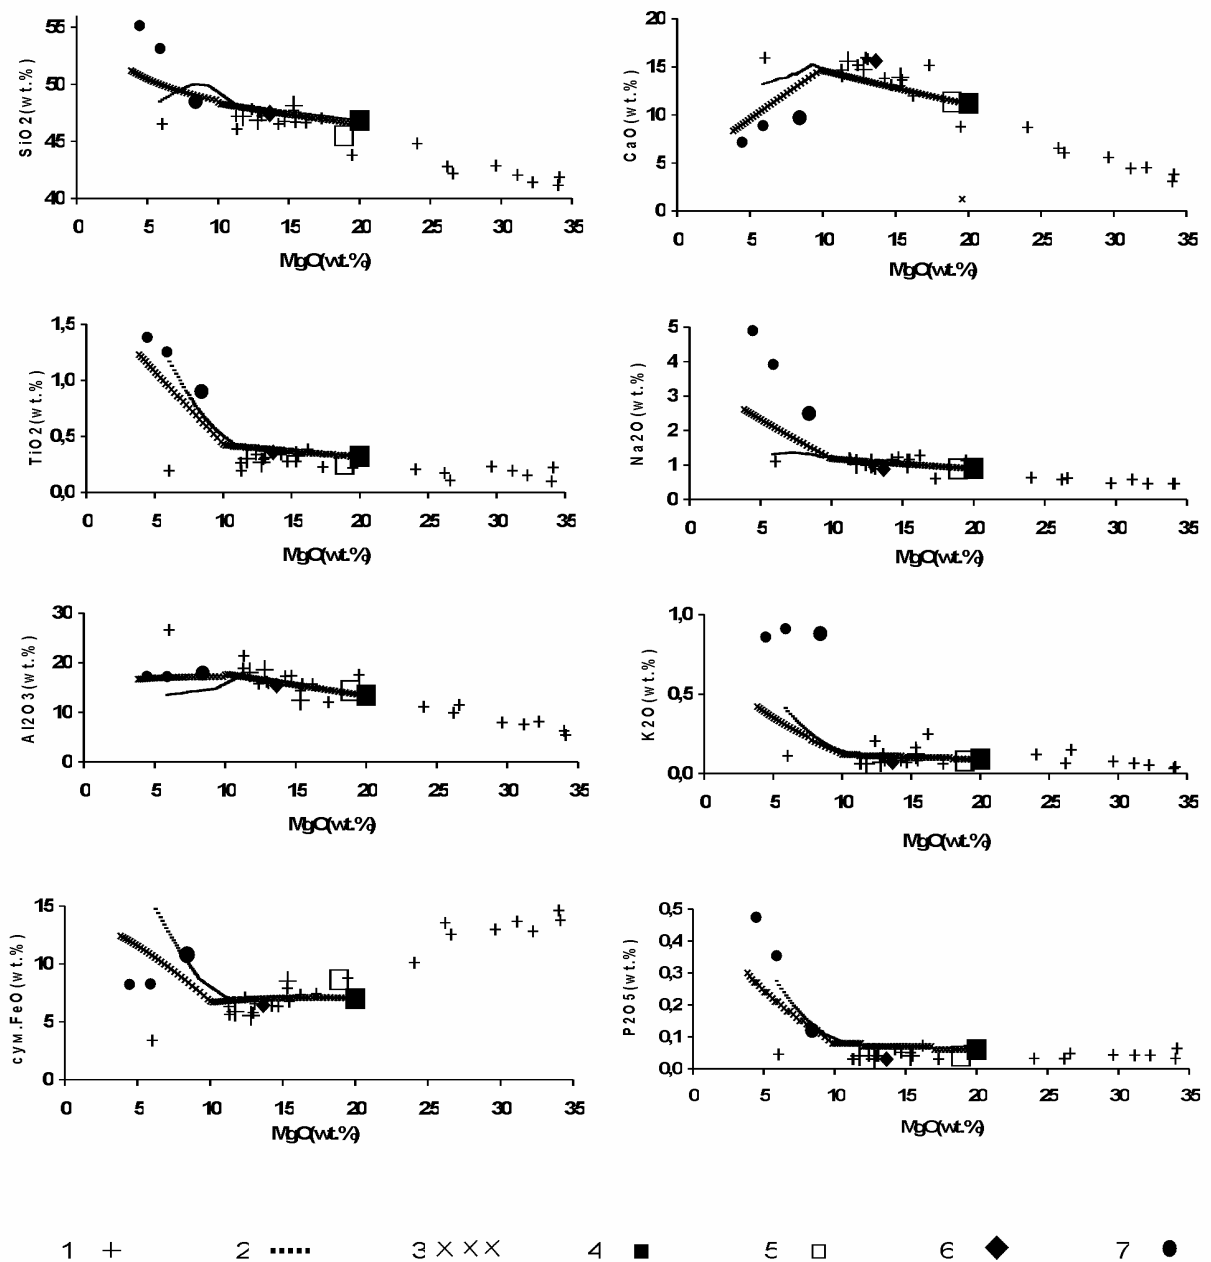 SiO2(wt.%)
55
50
45
40
0 5 10 15 20 25 30 35
MgO(wt.%)
CaO(wt.%)
20
15
10
5
0
0 5 10 15 20 25 30 35
MgO(wt.%)
TiO2(wt.%)
1,5
1,0
0,5
0,0
0 5 10 15 20 25 30 35
MgO(wt.%)
Na2O(wt.%)
5
4
3
2
1
0
0 5 10 15 20 25 30 35
MgO(wt.%)
Al2O3(wt.%)
30
20
10
0
0 5 10 15 20 25 30 35
MgO(wt.%)
K2O(wt.%)
1,0
0,5
0,0
0 5 10 15 20 25 30 35
MgO(wt.%)
сум.FeO(wt.%)
15
10
5
0
0 5 10 15 20 25 30 35
MgO(wt.%)
P2O5(wt.%)
0,5
0,4
0,3
0,2
0,1
0,0
0 5 10 15 20 25 30 35
MgO(wt.%)
1 2 3 4 5 6 7